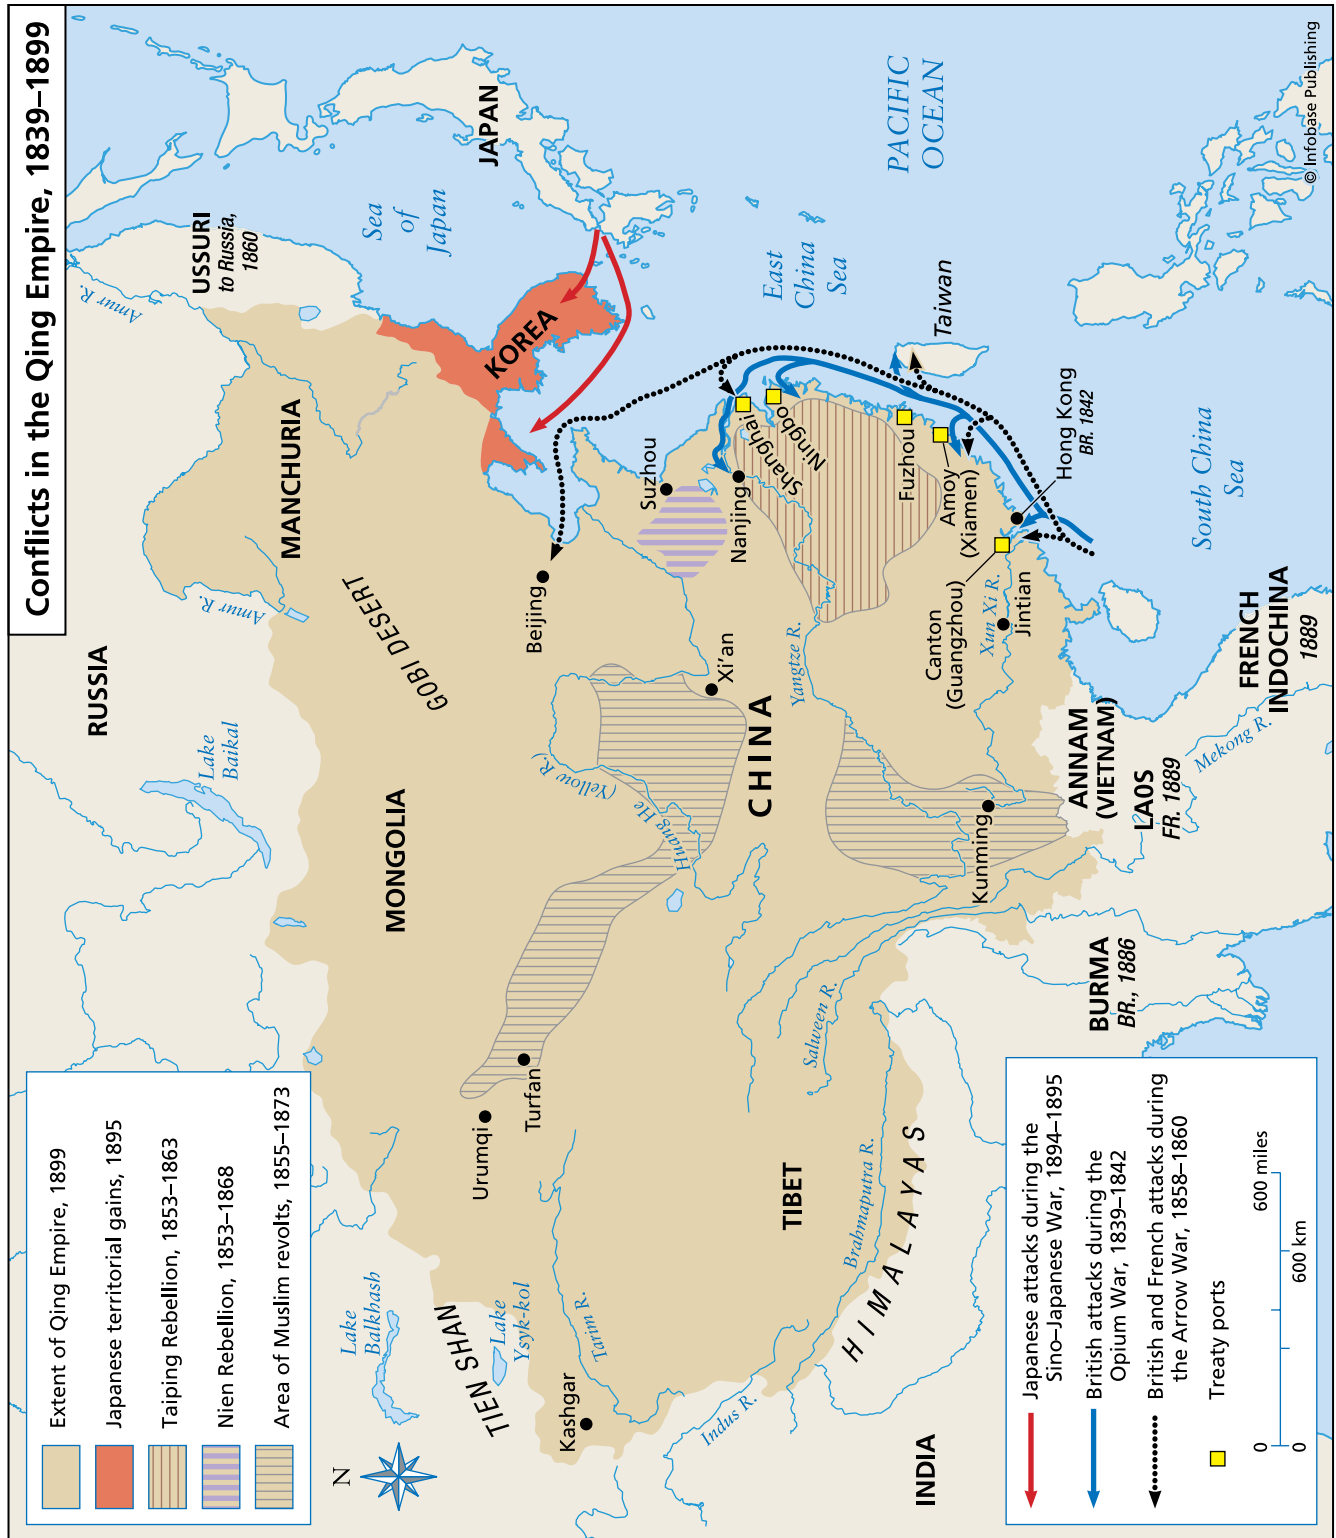 Conflicts in the Qing Empire, 1839–1899
Extent of Qing Empire, 1899
Japanese territorial gains, 1895
Taiping Rebellion, 1853–1863
Nien Rebellion, 1853–1868
Area of Muslim revolts, 1855–1873
N
Lake
Balkhash
TIEN SHAN
Lake
Ysyk-kol
Kashgar
Tarim R.
Urumqi
Turfan
RUSSIA
Lake
Baikal
MONGOLIA
GOBI DESERT
Amur R.
MANCHURIA
Amur R.
USSURI
to Russia,
1860
Sea
of
Japan
JAPAN
KOREA
Beijing
Suzhou
Nanjing
Shanghai
Ningbo
Xi'an
Huang He
(Yellow R.)
CHINA
Yangtze R.
East
China
Sea
PACIFIC
OCEAN
Taiwan
Fuzhou
Amoy
(Xiamen)
Hong Kong
BR. 1842
Canton
(Guangzhou)
Xun Xi R.
Jintian
Kunming
South China
Sea
TIBET
Salween R.
Brahmaputra R.
HIMALAYAS
Indus R.
INDIA
BURMA
BR., 1886
ANNAM
(VIETNAM)
LAOS
FR. 1889
Mekong R.
FRENCH
INDOCHINA
1889
Japanese attacks during the
Sino–Japanese War, 1894–1895
British attacks during the
Opium War, 1839–1842
British and French attacks during
the Arrow War, 1858–1860
Treaty ports
0 600 miles
0 600 km
© Infobase Publishing